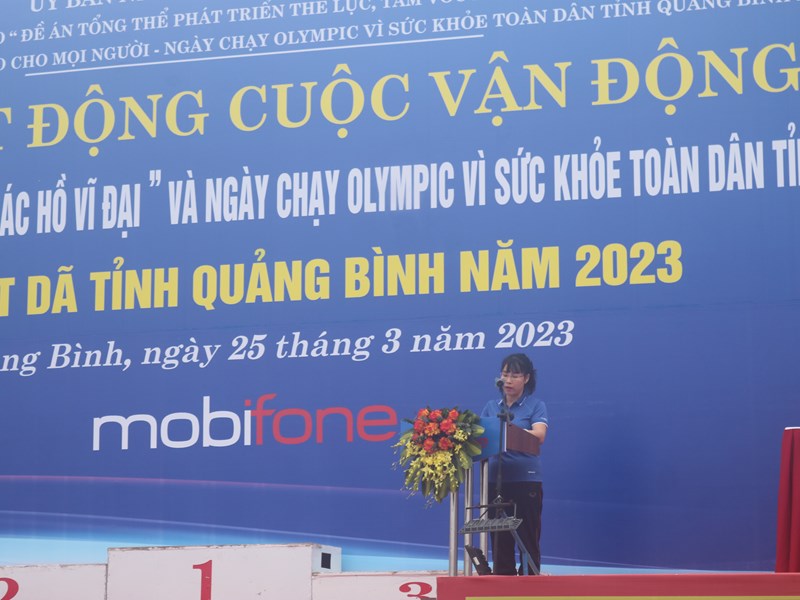 ỦY BAN
"ĐỀ ÁN TỔNG THỂ PHÁT TRIỂN THỂ LỰC, TẦM
CHO MỌI NGƯỜI - NGÀY CHẠY OLYMPIC VÌ SỨC KHỎE TOÀN DÂN TỈNH QUẢNG BÌNH
ĐỘNG CUỘC VẬN ĐỘNG
ÁC HỒ VĨ ĐẠI" VÀ NGÀY CHẠY OLYMPIC VÌ SỨC KHỎE TOÀN DÂN
T DÃ TỈNH QUẢNG BÌNH NĂM 2023
ng Bình, ngày 25 tháng 3 năm 2023
mobifone
2 1 3